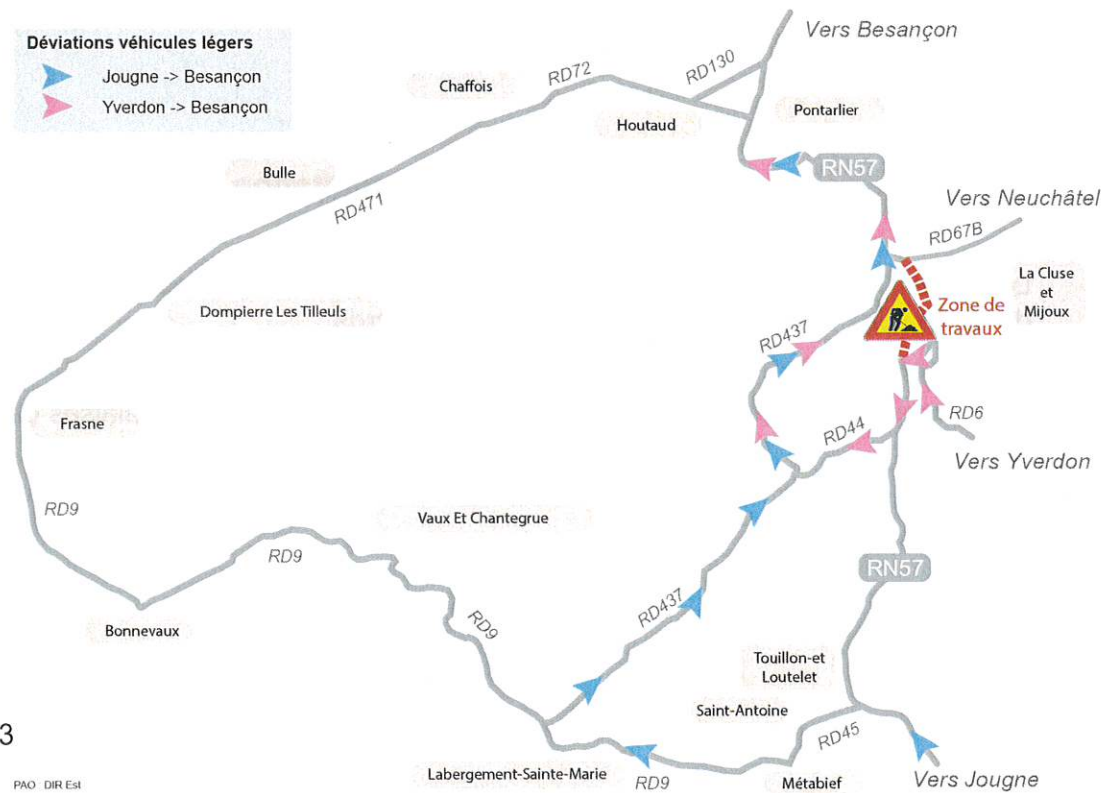 Déviations véhicules légers
Jougne -> Besançon
Yverdon -> Besançon
Vers Besançon
RD130
RD72
Chaffois
Houtaud
Pontarlier
Bulle
RN57
RD471
Vers Neuchâtel
RD67B
La Cluse
et
Mijoux
Dompierre Les Tilleuls
Zone de
travaux
RD437
Frasne
RD6
RD44
Vers Yverdon
RD9
Vaux Et Chantegrue
RD9
RN57
RD437
RD9
Bonnevaux
Touillon-et
Loutelet
Saint-Antoine
RD45
3
Labergement-Sainte-Marie
RD9
Métabief
Vers Jougne
PAO DIR Est